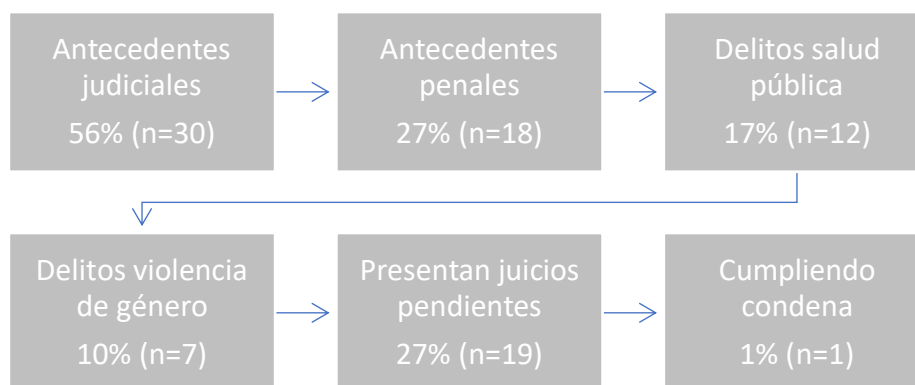 Antecedentes
judiciales
56% (n=30)
Antecedentes
penales
27% (n=18)
Delitos salud
pública
17% (n=12)
Delitos violencia
de género
10% (n=7)
Presentan juicios
pendientes
27% (n=19)
Cumpliendo
condena
1% (n=1)